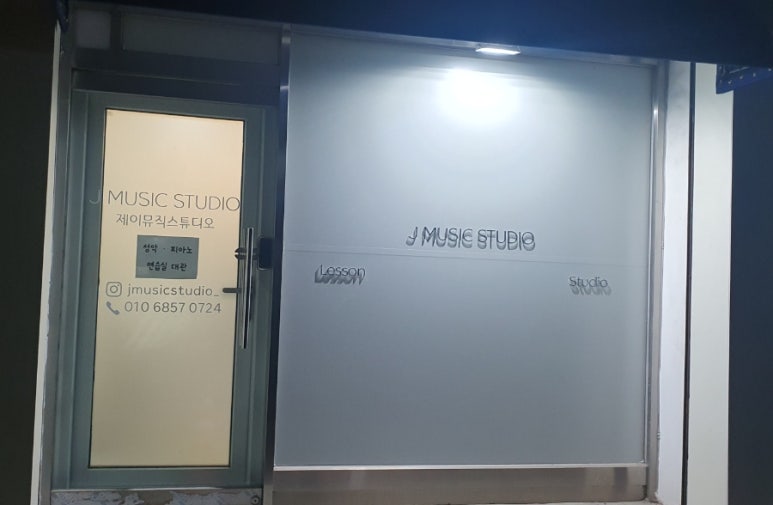 J MUSIC STUDIO
제이뮤직스튜디오
성악 · 피아노
연습실 대관
jmusicstudio_
010 6857 0724
J MUSIC STUDIO
Lesson
Studio